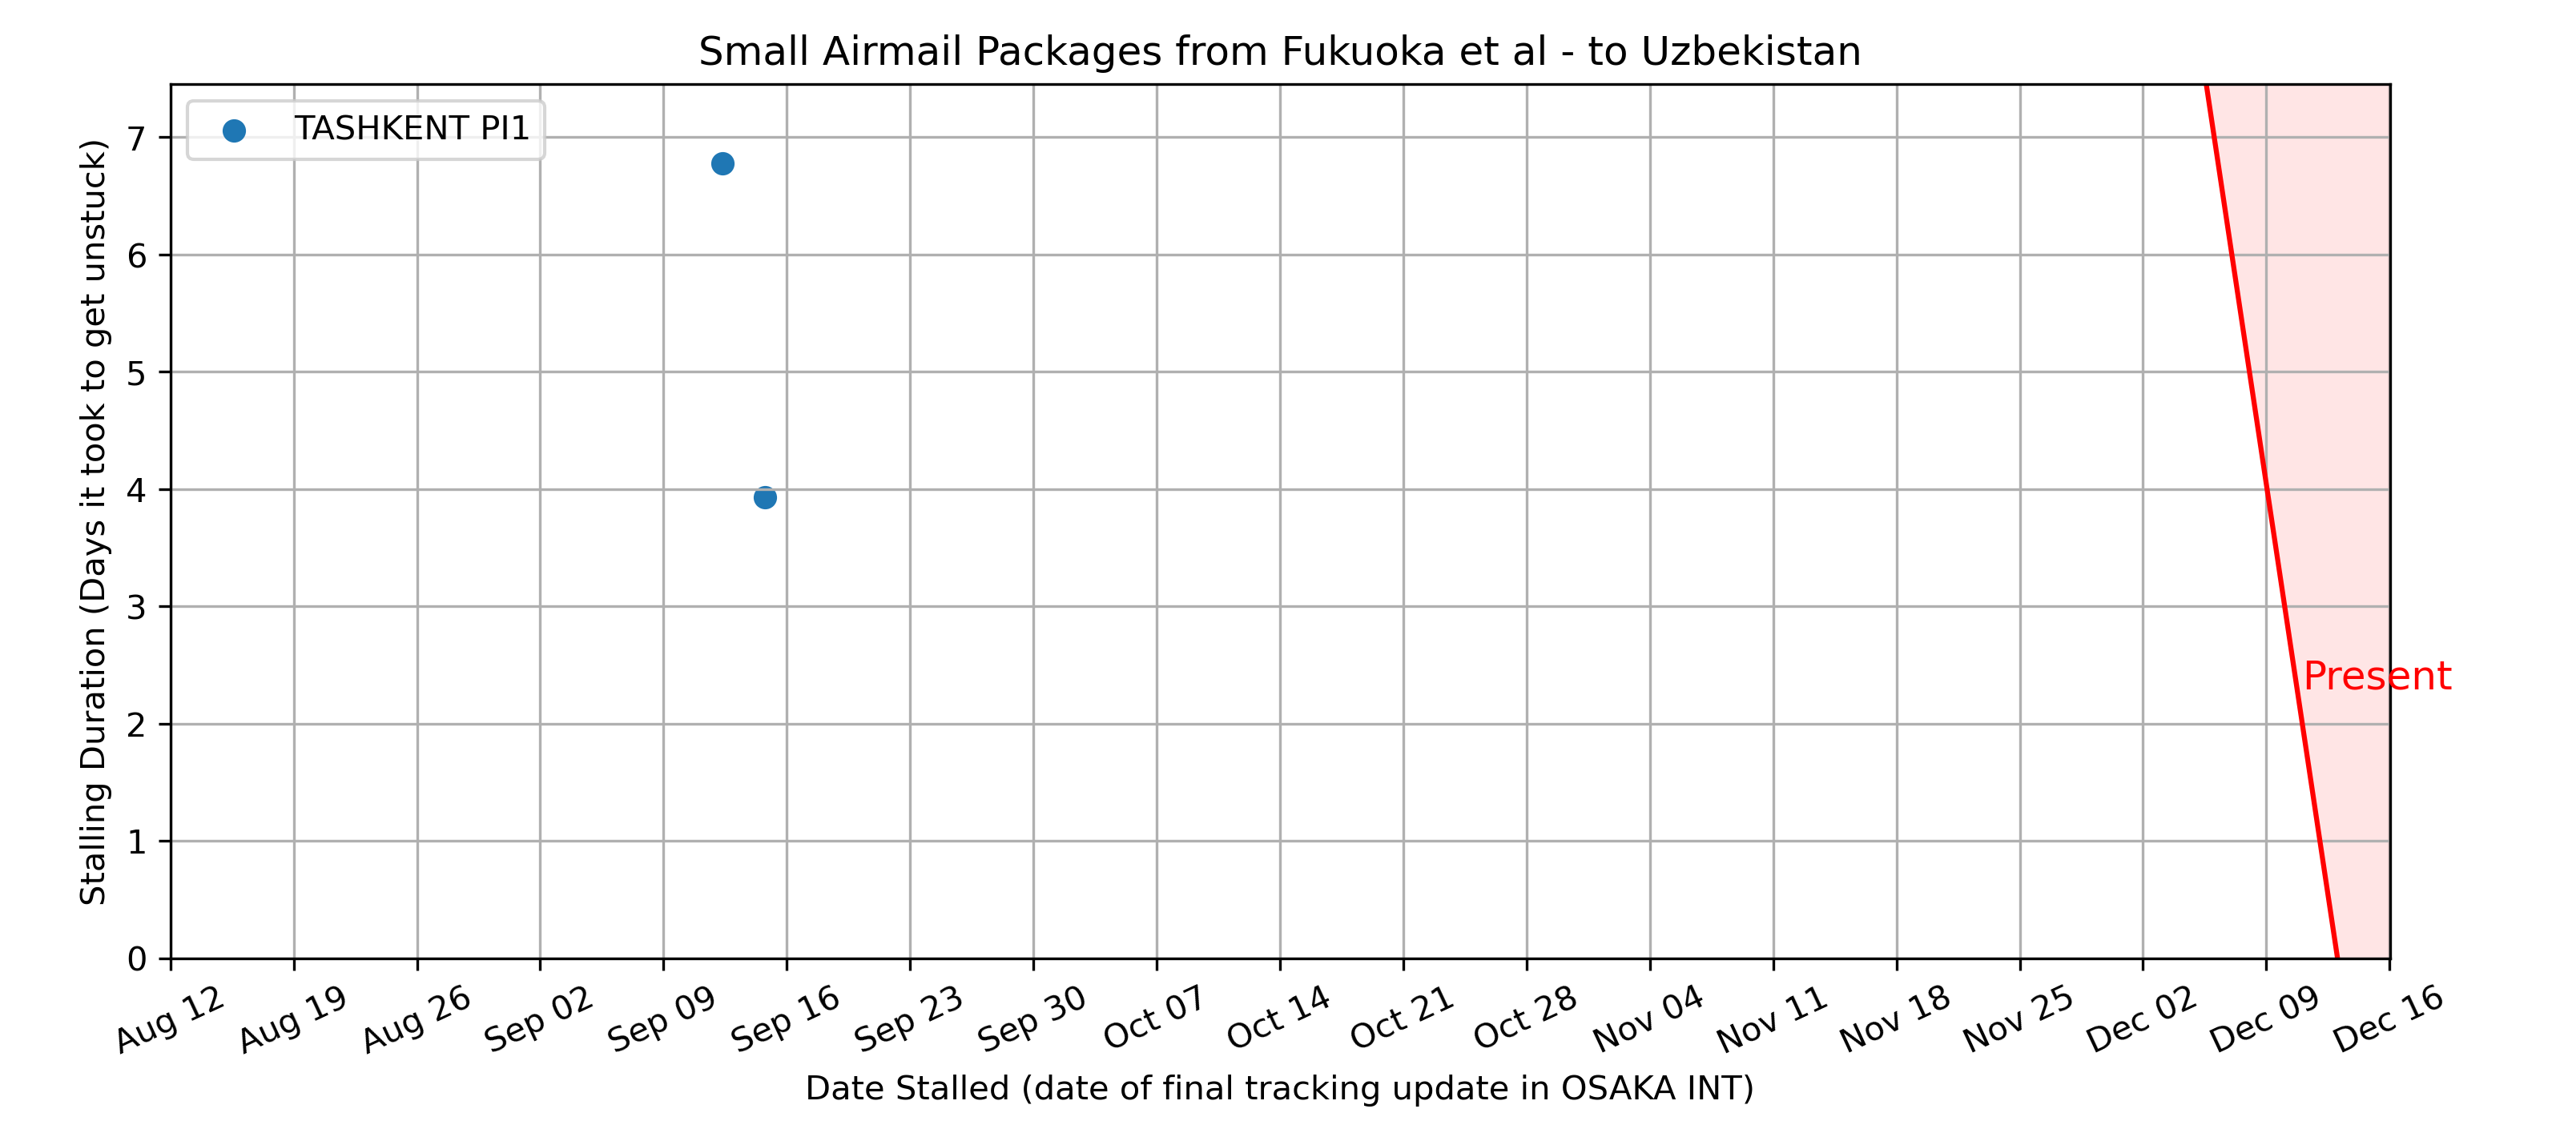 Small Airmail Packages from Fukuoka et al - to Uzbekistan
TASHKENT PI1
Stalling Duration (Days it took to get unstuck)
7
6
5
4
3
2
1
0
Present
Aug 12
Aug 19
Aug 26
Sep 02
Sep 09
Sep 16
Sep 23
Sep 30
Oct 07
Oct 14
Oct 21
Oct 28
Nov 04
Nov 11
Nov 18
Nov 25
Dec 02
Dec 09
Dec 16
Date Stalled (date of final tracking update in OSAKA INT)